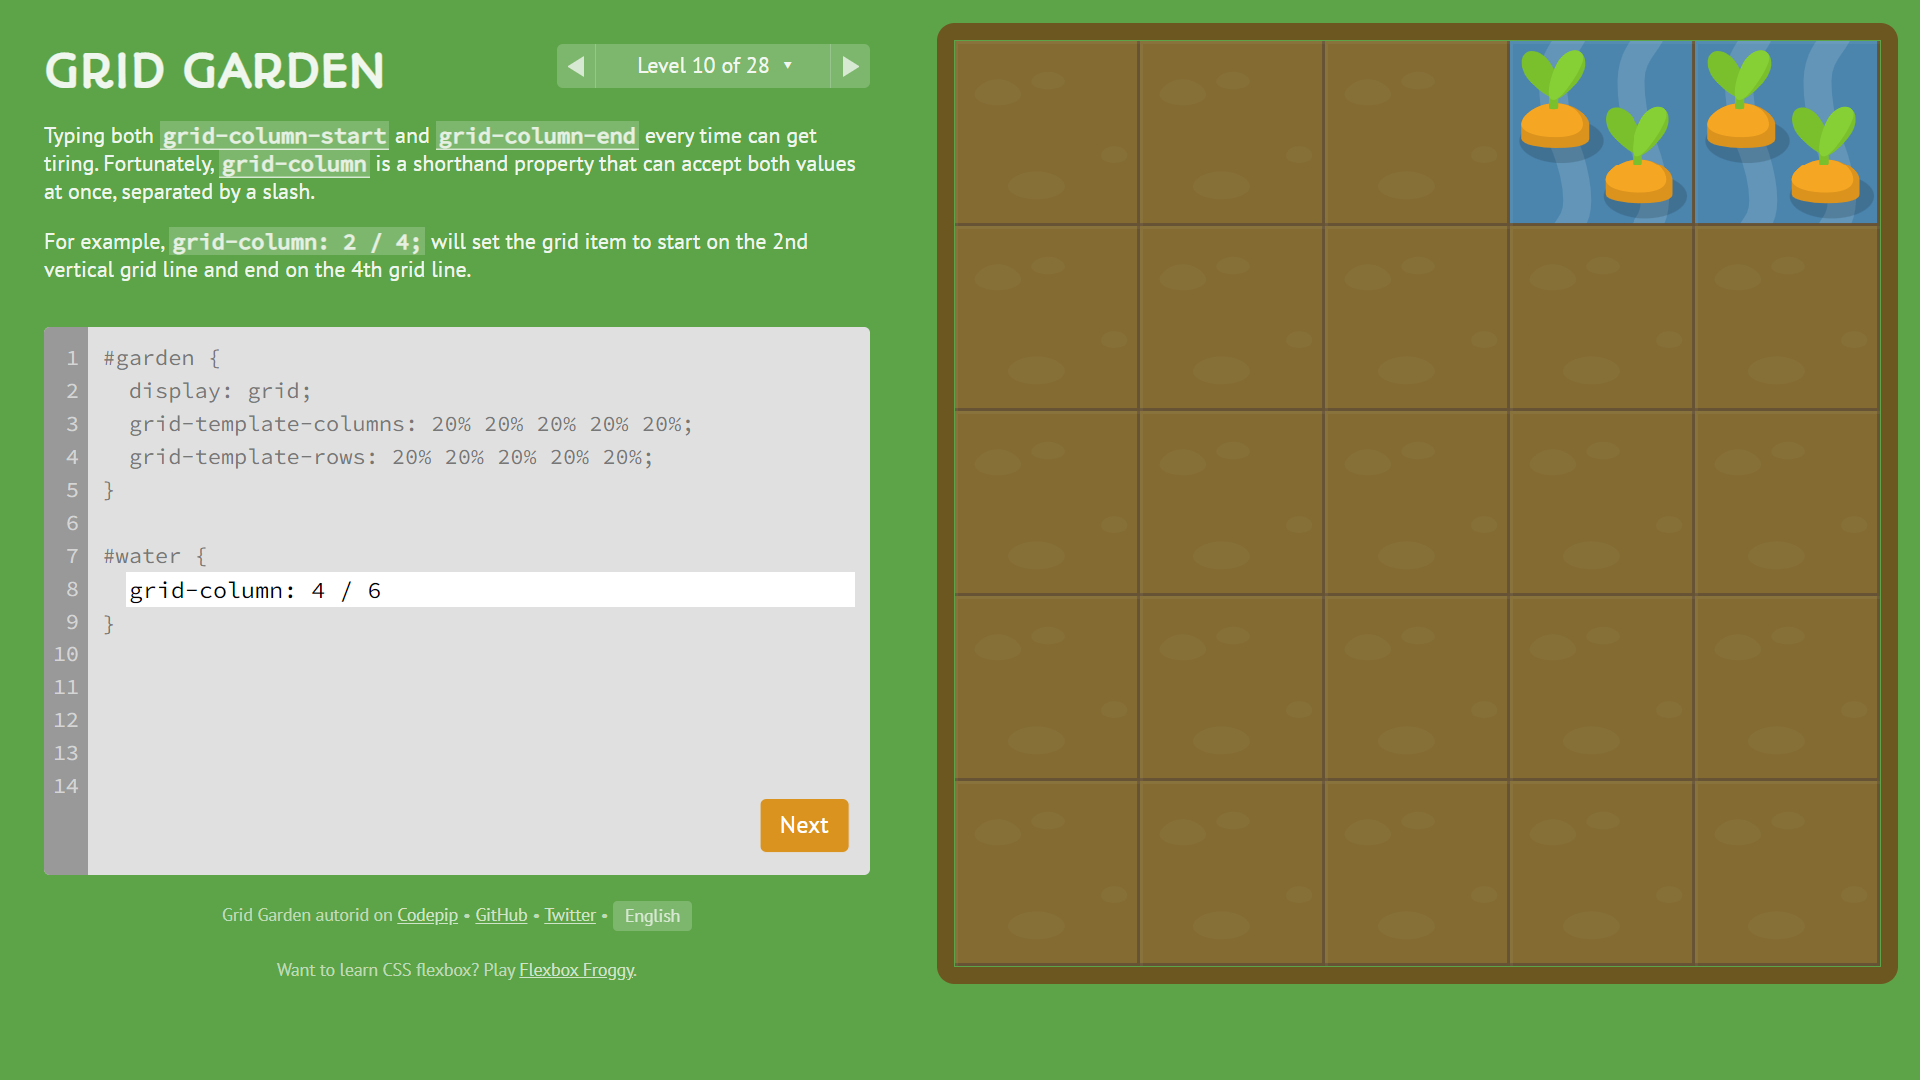 GRID GARDEN
Level 10 of 28
Typing both grid-column-start and grid-column-end every time can get
tiring. Fortunately, grid-column is a shorthand property that can accept both values
at once, separated by a slash.
For example, grid-column: 2 / 4; will set the grid item to start on the 2nd
vertical grid line and end on the 4th grid line.
1 #garden {
2 display: grid;
3 grid-template-columns: 20% 20% 20% 20% 20%;
4 grid-template-rows: 20% 20% 20% 20% 20%;
5 }
6
7 #water {
8 grid-column: 4 / 6
9 }
10
11
12
13
14
Next
Grid Garden autorid on Codepip • GitHub • Twitter • English
Want to learn CSS flexbox? Play Flexbox Froggy.